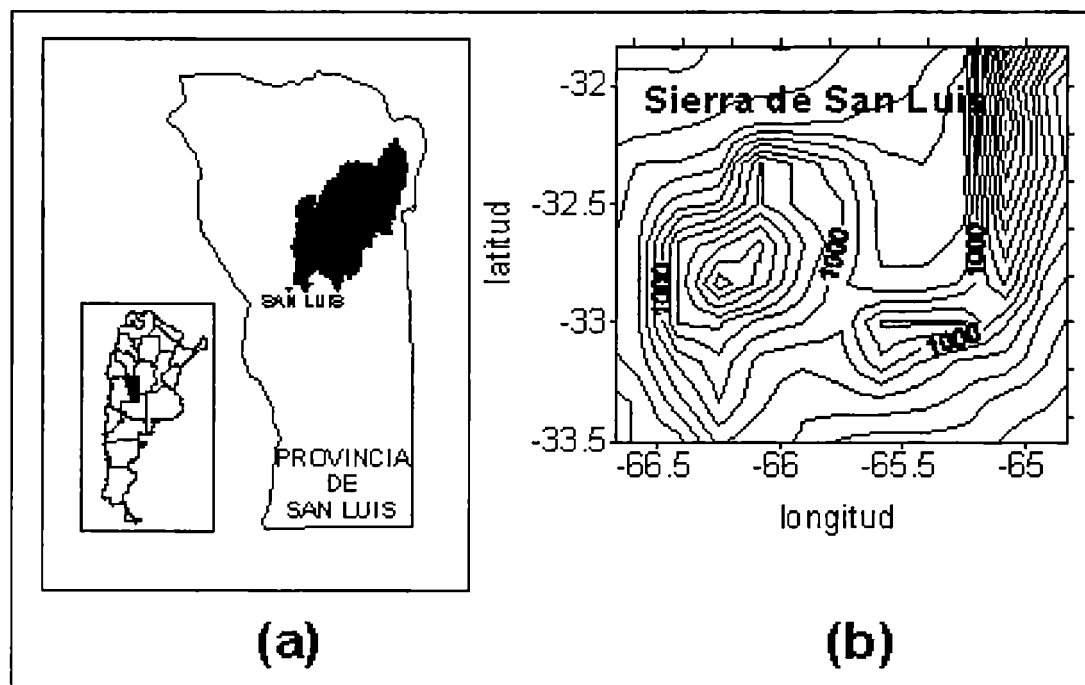 SAN LUIS
PROVINCIA
DE
SAN LUIS
(a)
Sierra de San Luis
latitud
-32
-32.5
-33
-33.5
1000
1000
1000
1000
-66.5
-66
-65.5
-65
longitud
(b)